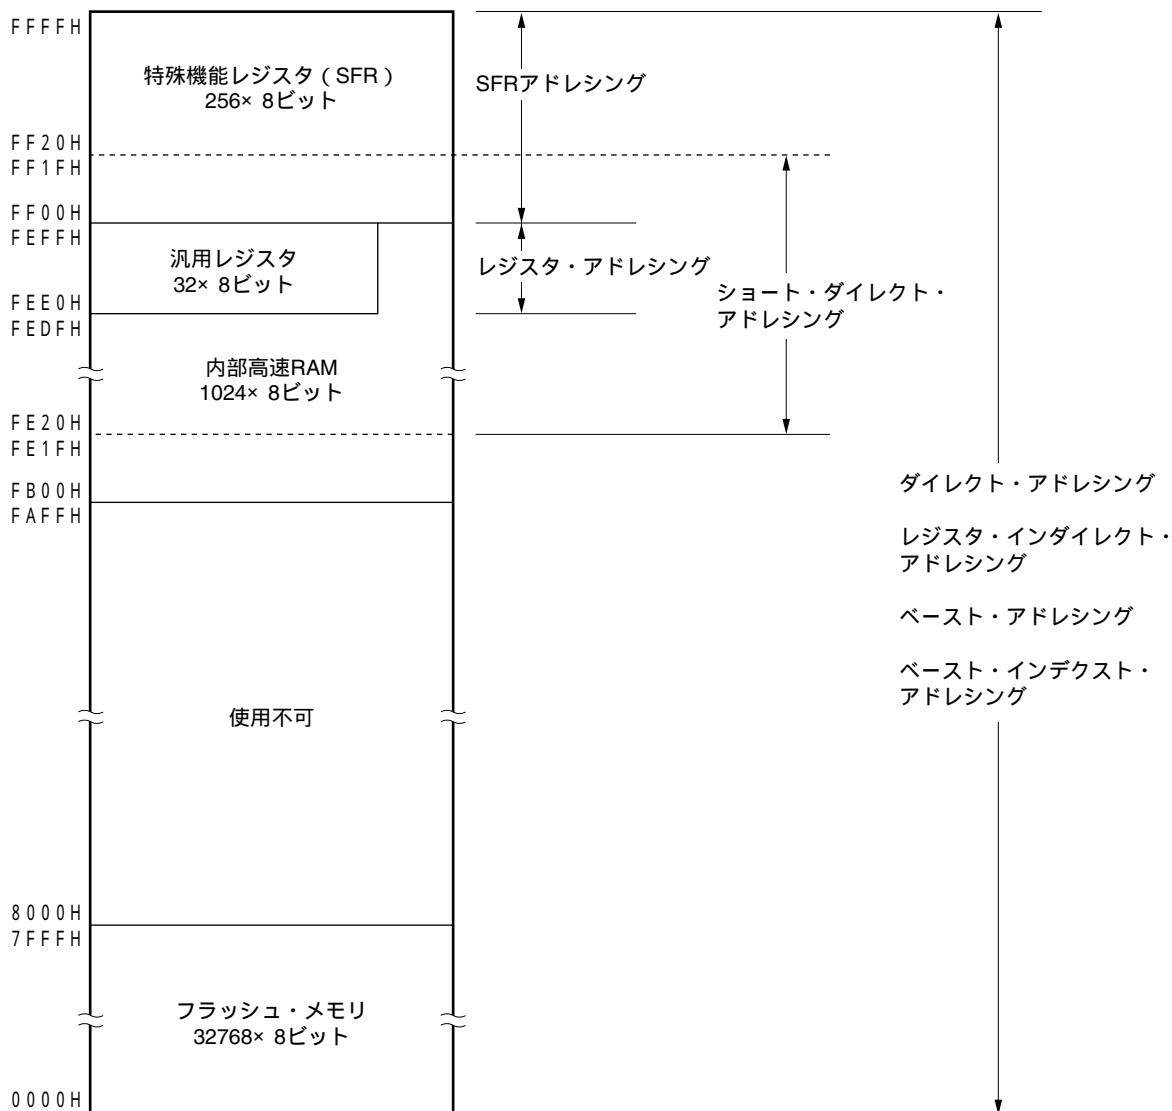 FFFFH
特殊機能レジスタ（SFR）
256× 8ビット
SFRアドレシング
FF20H
FF1FH
FF00H
FEFFH
汎用レジスタ
32× 8ビット
レジスタ・アドレシング
ショート・ダイレクト・
アドレシング
FEE0H
FEDFH
内部高速RAM
1024× 8ビット
FE20H
FE1FH
FB00H
FAFFH
ダイレクト・アドレシング
レジスタ・インダイレクト・
アドレシング
ベースト・アドレシング
ベースト・インデクスト・
アドレシング
使用不可
8000H
7FFFH
フラッシュ・メモリ
32768× 8ビット
0000H